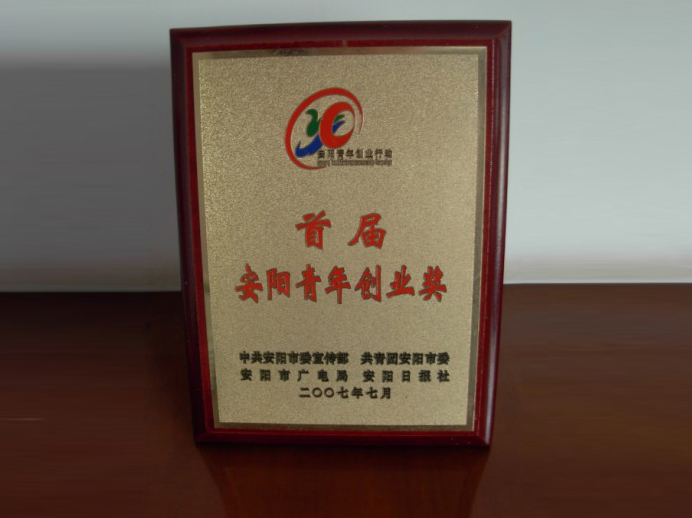 安阳青年创业行动
首届
安阳青年创业奖
中共安阳市委宣传部 共青团安阳市委
安阳市广电局 安阳日报社
二〇〇七年七月